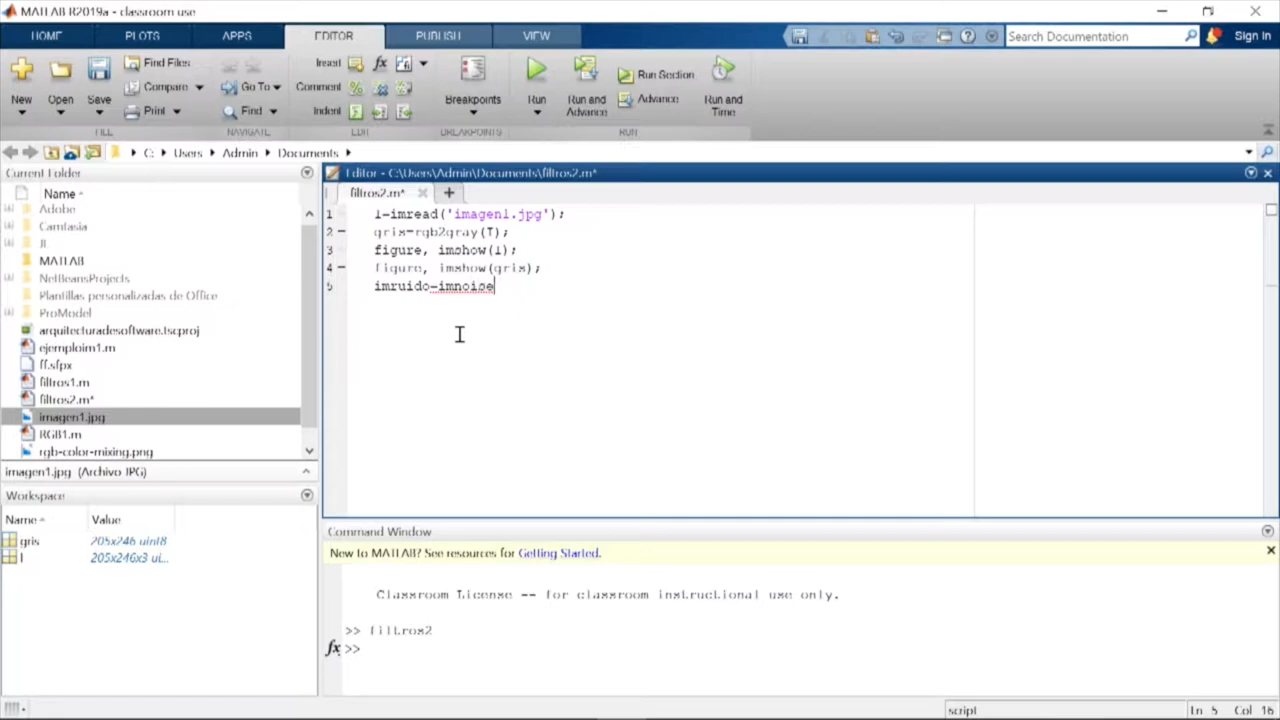 MATLAB R2019a - classroom use
HOME PLOTS APPS EDITOR PUBLISH VIEW Search Documentation Sign In
New Open Save Find Files Compare Print Go To Find Insert Comment Indent Breakpoints Run Run and Advance Run Section Advance Run and Time
FILE NAVIGATE EDIT BREAKPOINTS RUN
C: Users Admin Documents
Current Folder
Name
Adobe
Camtasia
MATLAB
NetBeansProjects
Plantillas personalizadas de Office
ProModel
arquitecturadesoftware.tscproj
ejemploim1.m
ff.sfpx
filtros1.m
filtros2.m*
imagen1.jpg
RGB1.m
rgb-color-mixing.png
imagen1.jpg (Archivo JPG)
Workspace
Name Value
gris 205x246 uint8
I 205x246x3 ui...
Editor - C:\Users\Admin\Documents\filtros2.m*
filtros2.m*
1 I=imread('imagen1.jpg');
2 gris=rgb2gray(I);
3 figure, imshow(I);
4 figure, imshow(gris);
5 imruido=imnoise
Command Window
New to MATLAB? See resources for Getting Started.
Classroom License -- for classroom instructional use only.
>> filtros2
fx >>
script Ln 5 Col 16